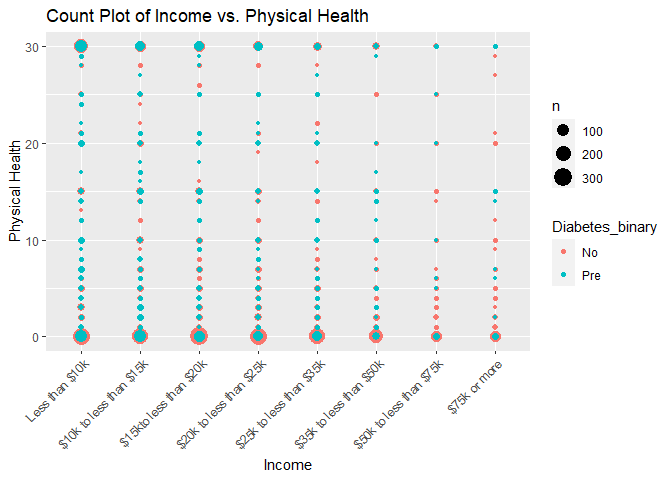 Count Plot of Income vs. Physical Health
30
20
10
0
Physical Health
Less than $10k
$10k to less than $15k
$15kto less than $20k
$20k to less than $25k
$25k to less than $35k
$35k to less than $50k
$50k to less than $75k
$75k or more
Income
n
100
200
300
Diabetes_binary
No
Pre